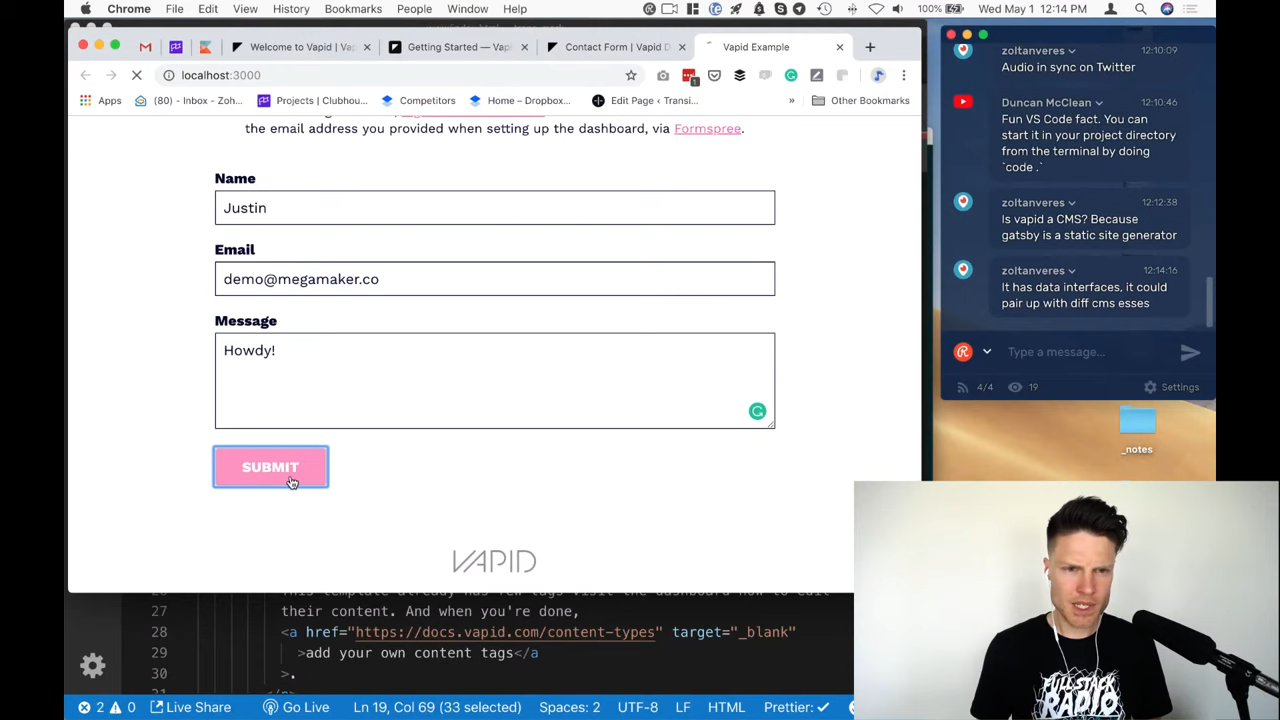 Chrome File Edit View History Bookmarks People Window Help 100% Wed May 1 12:14 PM
Welcome to Vapid | Va Getting Started — Vapid Contact Form | Vapid D Vapid Example
localhost:3000
Apps (80) - Inbox - Zoh... Projects | Clubhou... Competitors Home – Dropbox... Edit Page ‹ Transi... » Other Bookmarks
the email address you provided when setting up the dashboard, via Formspree.
Name
Justin
Email
demo@megamaker.co
Message
Howdy!
SUBMIT
VAPID
their content. And when you're done,
28 <a href="https://docs.vapid.com/content-types" target="_blank"
29 >add your own content tags</a
30 >.
2 0 Live Share Go Live Ln 19, Col 69 (33 selected) Spaces: 2 UTF-8 LF HTML Prettier: ✓
zoltanveres 12:10:09
Audio in sync on Twitter
Duncan McClean 12:10:46
Fun VS Code fact. You can
start it in your project directory
from the terminal by doing
`code .`
zoltanveres 12:12:38
Is vapid a CMS? Because
gatsby is a static site generator
zoltanveres 12:14:16
It has data interfaces, it could
pair up with diff cms esses
Type a message...
4/4 19 Settings
_notes
FULLSTACK
RADIO